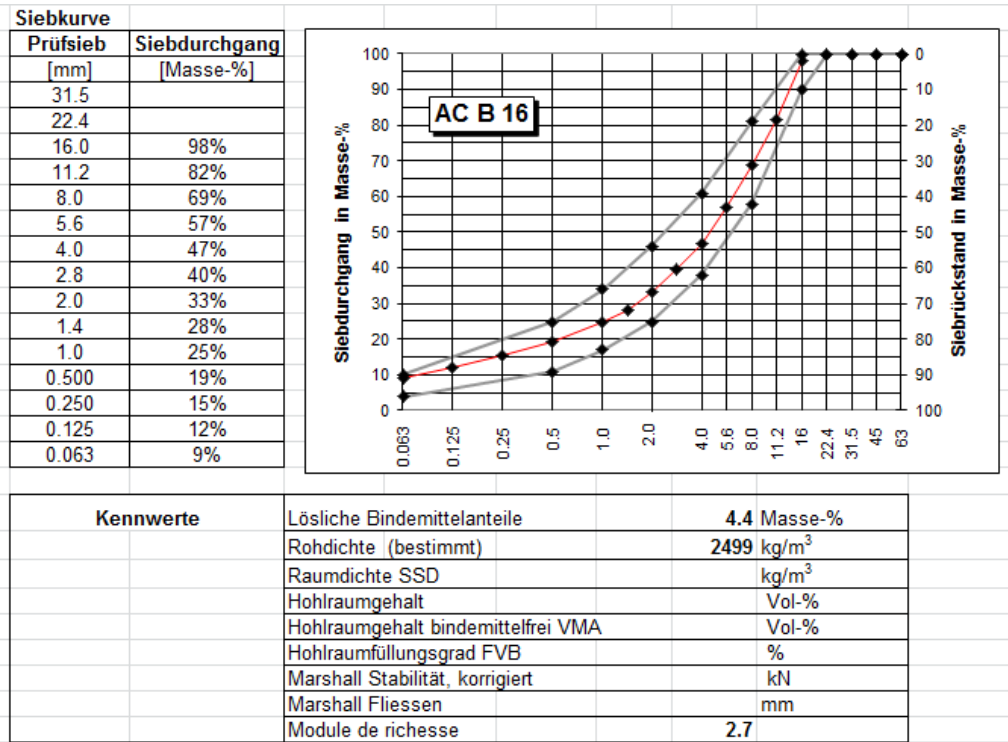 Siebkurve
Prüfsieb Siebdurchgang
[mm] [Masse-%]
31.5
22.4
16.0 98%
11.2 82%
8.0 69%
5.6 57%
4.0 47%
2.8 40%
2.0 33%
1.4 28%
1.0 25%
0.500 19%
0.250 15%
0.125 12%
0.063 9%
AC B 16
Siebdurchgang in Masse-%
100
90
80
70
60
50
40
30
20
10
0
0
10
20
30
40
50
60
70
80
90
100
Siebrückstand in Masse-%
0.063 0.125 0.25 0.5 1.0 2.0 4.0 5.6 8.0 11.2 16 22.4 31.5 45 63
Kennwerte
Lösliche Bindemittelanteile 4.4 Masse-%
Rohdichte (bestimmt) 2499 kg/m³
Raumdichte SSD kg/m³
Hohlraumgehalt Vol-%
Hohlraumgehalt bindemittelfrei VMA Vol-%
Hohlraumfüllungsgrad FVB %
Marshall Stabilität, korrigiert kN
Marshall Fliessen mm
Module de richesse 2.7